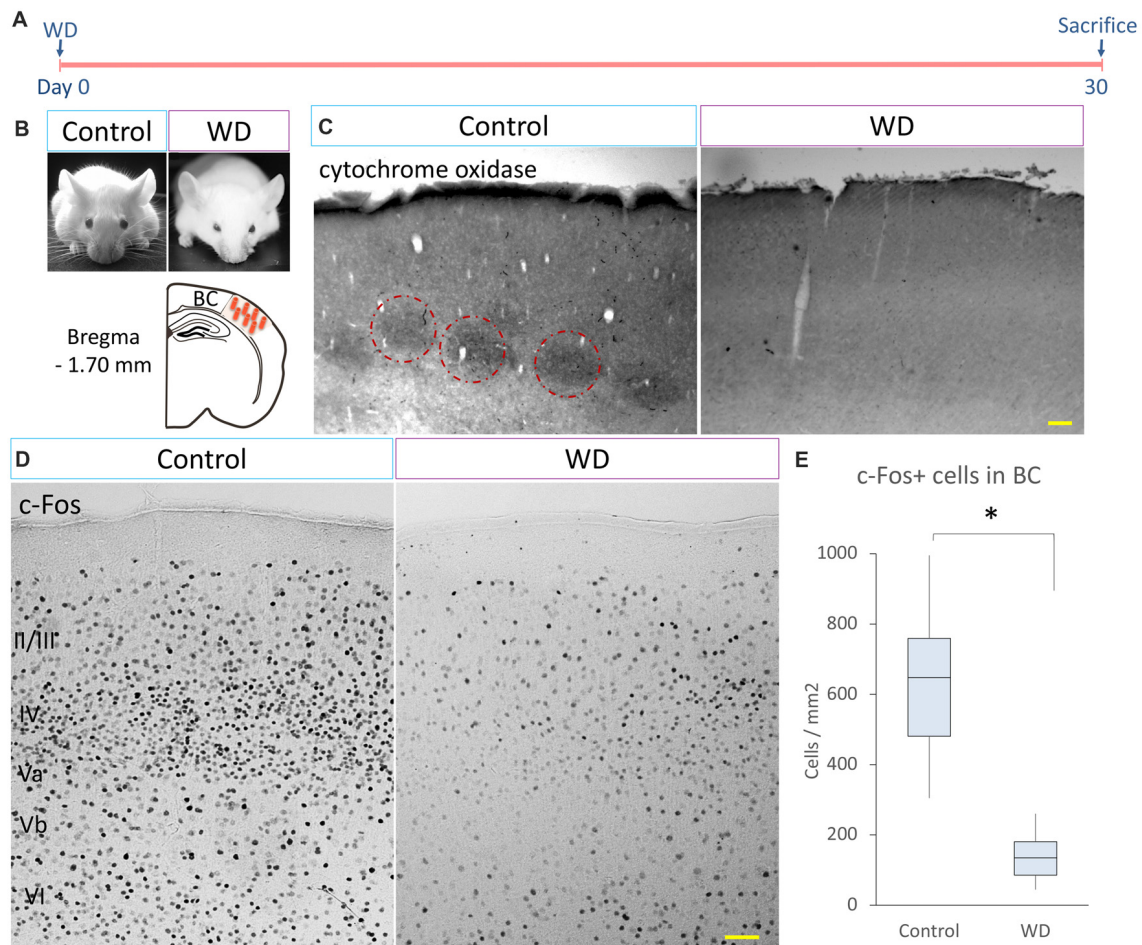 A
WD
Sacrifice
Day 0
30
B
Control
WD
C
Control
WD
cytochrome oxidase
BC
Bregma
- 1.70 mm
D
Control
WD
c-Fos
II/III
IV
Va
Vb
VI
E
c-Fos+ cells in BC
*
Cells / mm2
1000
800
600
400
200
0
Control
WD